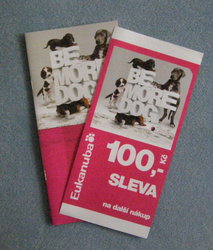 BE
MORE
DOG
BE
MORE
DOG
Eukanuba
100,- Kč
SLEVA
na další nákup